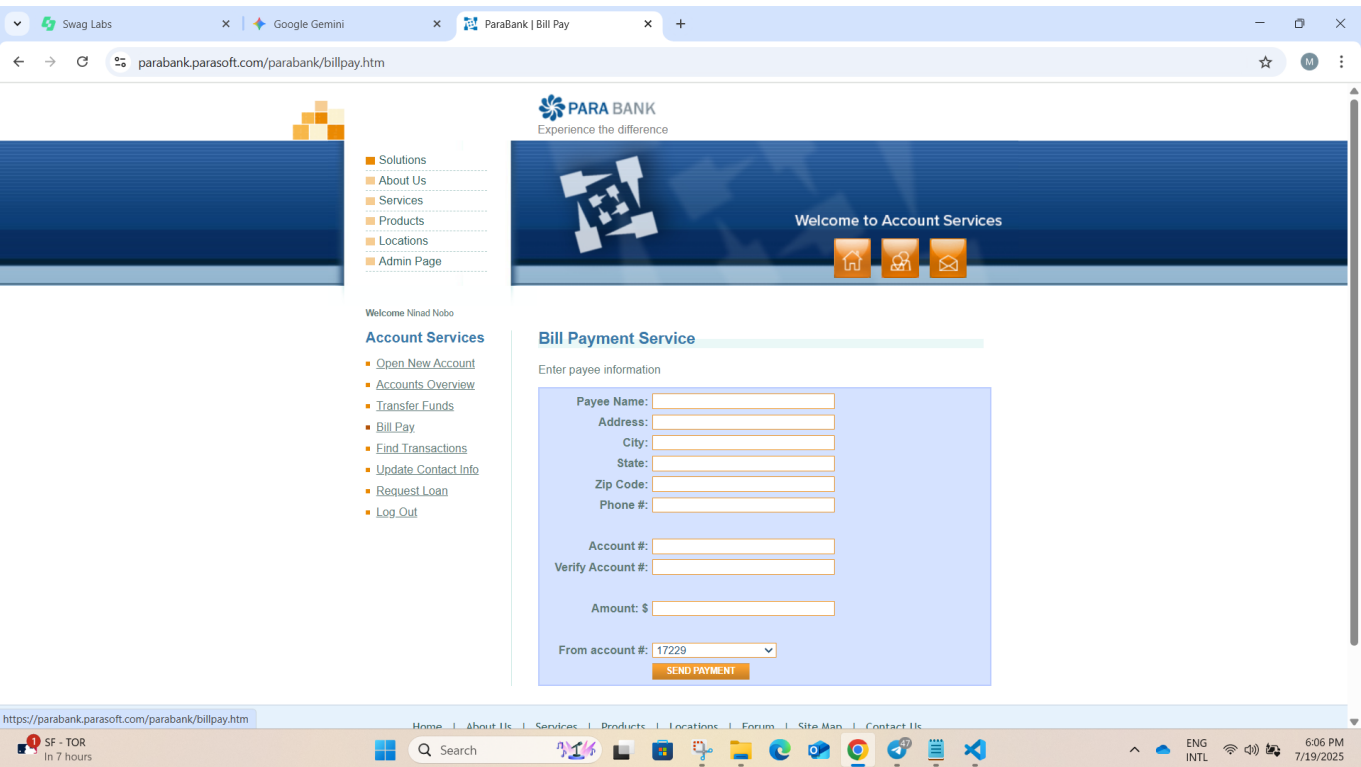 Swag Labs
Google Gemini
ParaBank | Bill Pay
parabank.parasoft.com/parabank/billpay.htm
M
PARA BANK
Experience the difference
Solutions
About Us
Services
Products
Locations
Admin Page
Welcome to Account Services
Welcome Ninad Nobo
Account Services
Open New Account
Accounts Overview
Transfer Funds
Bill Pay
Find Transactions
Update Contact Info
Request Loan
Log Out
Bill Payment Service
Enter payee information
Payee Name:
Address:
City:
State:
Zip Code:
Phone #:
Account #:
Verify Account #:
Amount: $
From account #: 17229
SEND PAYMENT
https://parabank.parasoft.com/parabank/billpay.htm
Home | About Us | Services | Products | Locations | Forum | Site Map | Contact Us
1
SF - TOR
In 7 hours
Search
47
ENG
INTL
6:06 PM
7/19/2025